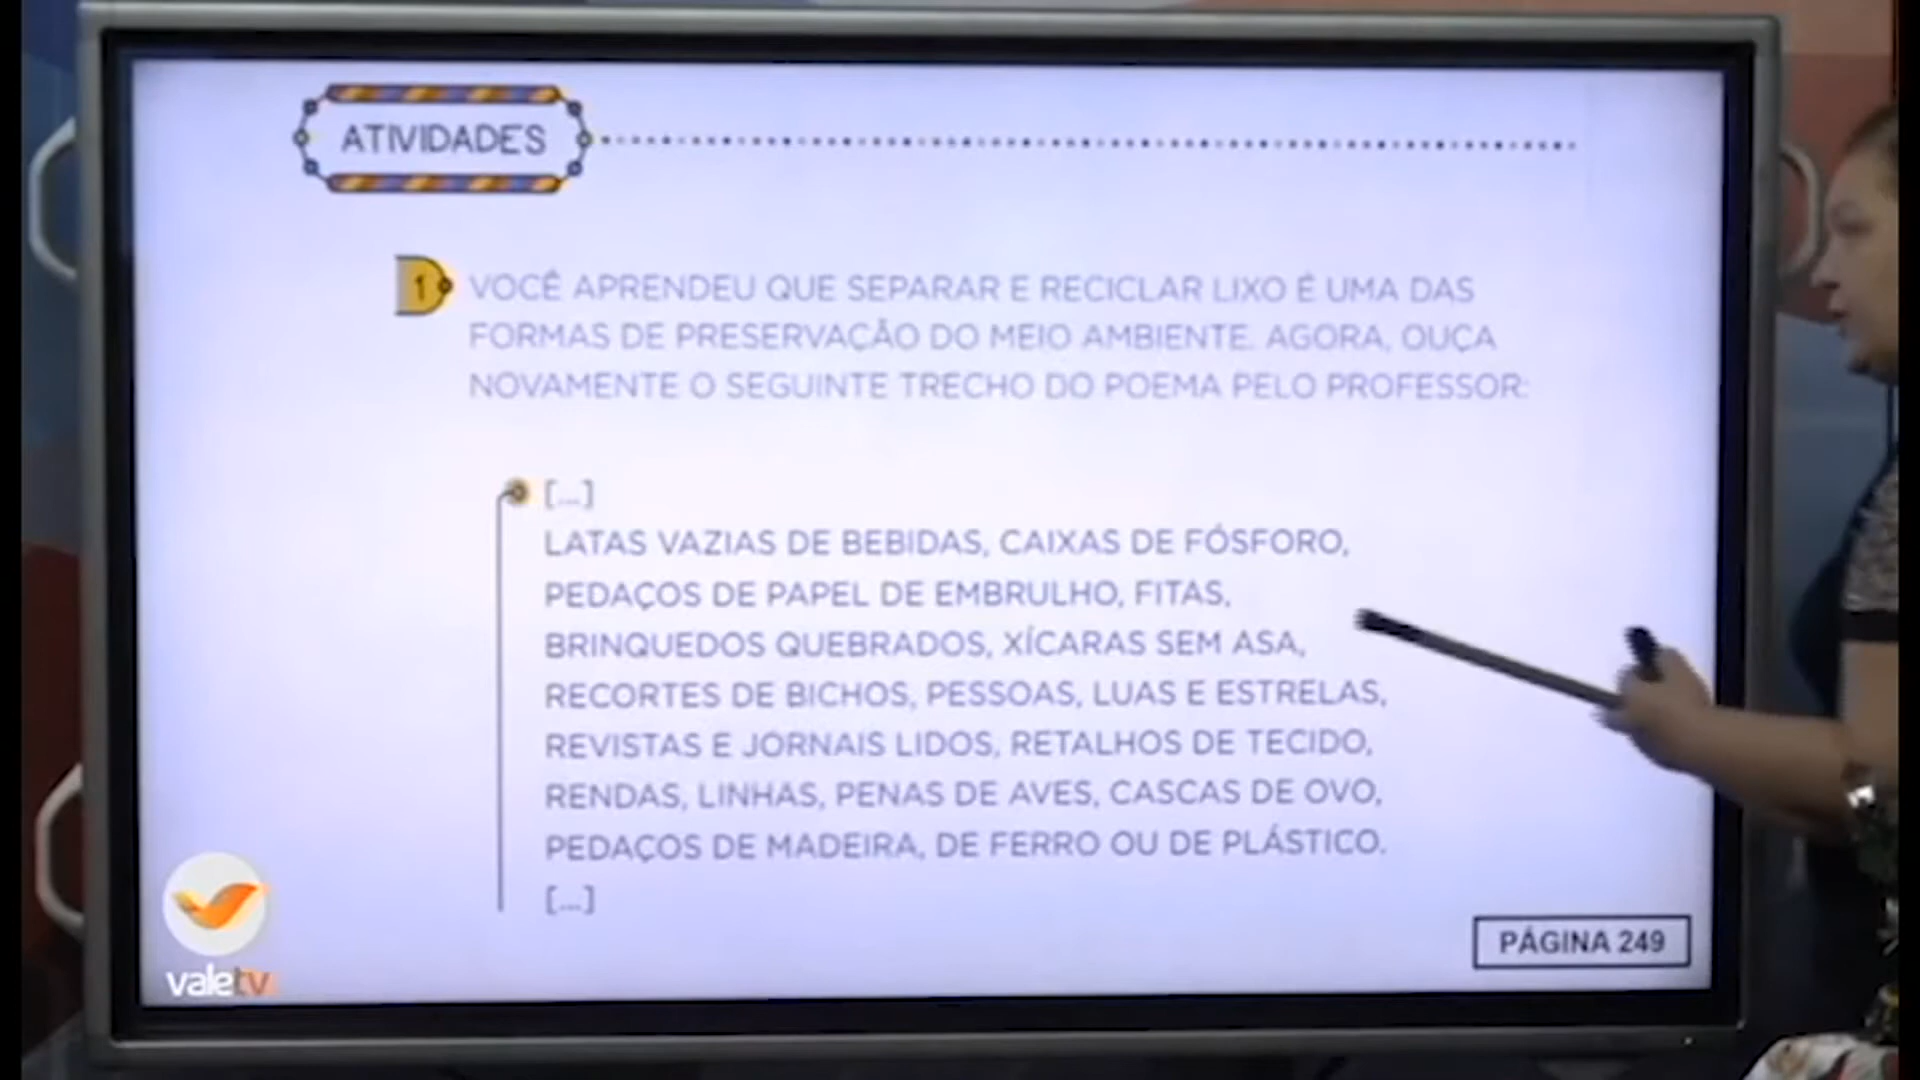 ATIVIDADES
1 VOCÊ APRENDEU QUE SEPARAR E RECICLAR LIXO É UMA DAS
FORMAS DE PRESERVAÇÃO DO MEIO AMBIENTE. AGORA, OUÇA
NOVAMENTE O SEGUINTE TRECHO DO POEMA PELO PROFESSOR:
[...]
LATAS VAZIAS DE BEBIDAS, CAIXAS DE FÓSFORO,
PEDAÇOS DE PAPEL DE EMBRULHO, FITAS,
BRINQUEDOS QUEBRADOS, XÍCARAS SEM ASA,
RECORTES DE BICHOS, PESSOAS, LUAS E ESTRELAS,
REVISTAS E JORNAIS LIDOS, RETALHOS DE TECIDO,
RENDAS, LINHAS, PENAS DE AVES, CASCAS DE OVO,
PEDAÇOS DE MADEIRA, DE FERRO OU DE PLÁSTICO.
[...]
PÁGINA 249
valetv